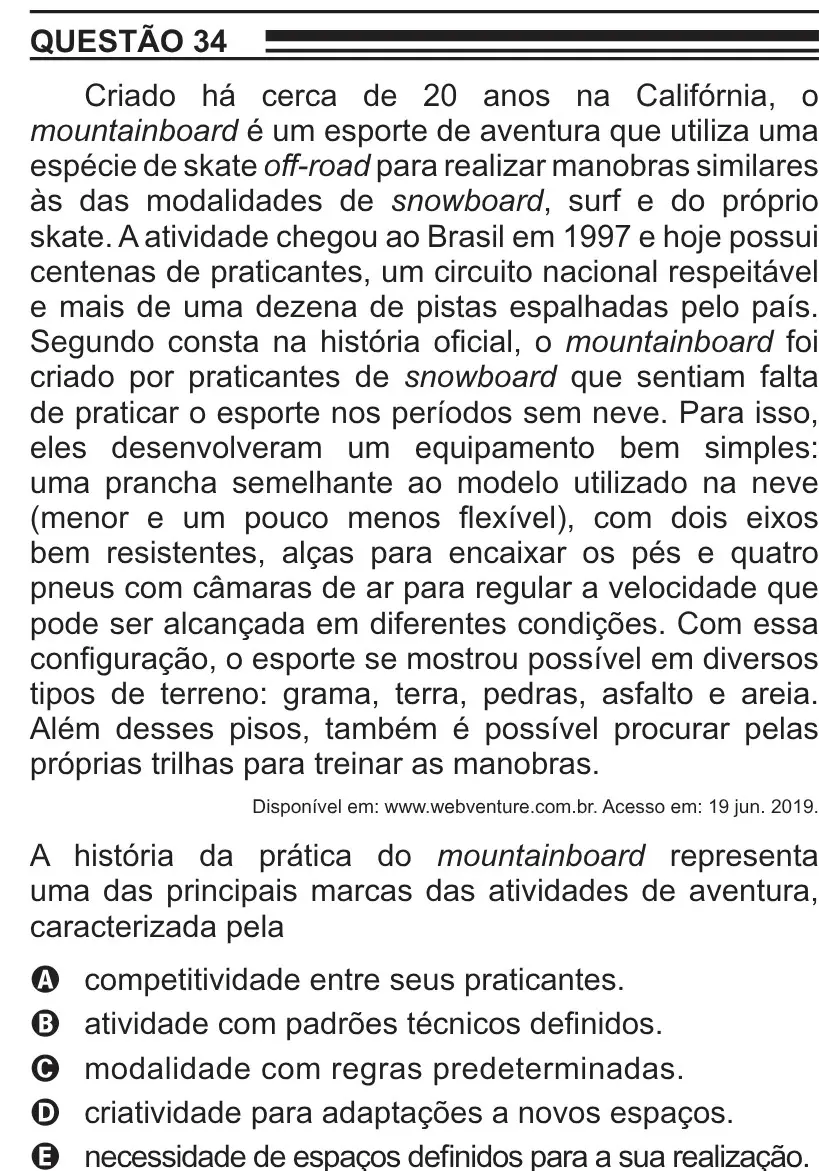 QUESTÃO 34
Criado há cerca de 20 anos na Califórnia, o
mountainboard é um esporte de aventura que utiliza uma
espécie de skate off-road para realizar manobras similares
às das modalidades de snowboard, surf e do próprio
skate. A atividade chegou ao Brasil em 1997 e hoje possui
centenas de praticantes, um circuito nacional respeitável
e mais de uma dezena de pistas espalhadas pelo país.
Segundo consta na história oficial, o mountainboard foi
criado por praticantes de snowboard que sentiam falta
de praticar o esporte nos períodos sem neve. Para isso,
eles desenvolveram um equipamento bem simples:
uma prancha semelhante ao modelo utilizado na neve
(menor e um pouco menos flexível), com dois eixos
bem resistentes, alças para encaixar os pés e quatro
pneus com câmaras de ar para regular a velocidade que
pode ser alcançada em diferentes condições. Com essa
configuração, o esporte se mostrou possível em diversos
tipos de terreno: grama, terra, pedras, asfalto e areia.
Além desses pisos, também é possível procurar pelas
próprias trilhas para treinar as manobras.
Disponível em: www.webventure.com.br. Acesso em: 19 jun. 2019.
A história da prática do mountainboard representa
uma das principais marcas das atividades de aventura,
caracterizada pela
A competitividade entre seus praticantes.
B atividade com padrões técnicos definidos.
C modalidade com regras predeterminadas.
D criatividade para adaptações a novos espaços.
E necessidade de espaços definidos para a sua realização.